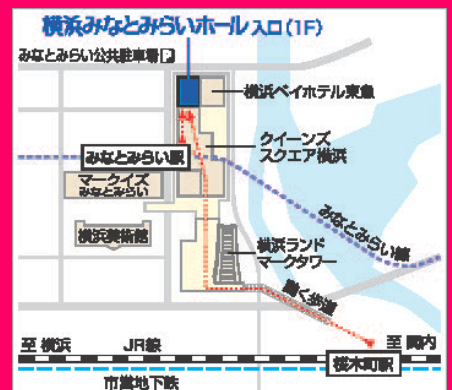 横浜みなとみらいホール 入口(1F)
みなとみらい公共駐車場 P
横浜ベイホテル東急
クイーンズ
スクエア横浜
みなとみらい駅
マークイズ
みなとみらい
みなとみらい線
横浜美術館
横浜ランド
マークタワー
動く歩道
至 横浜
JR線
至 関内
桜木町駅
市営地下鉄